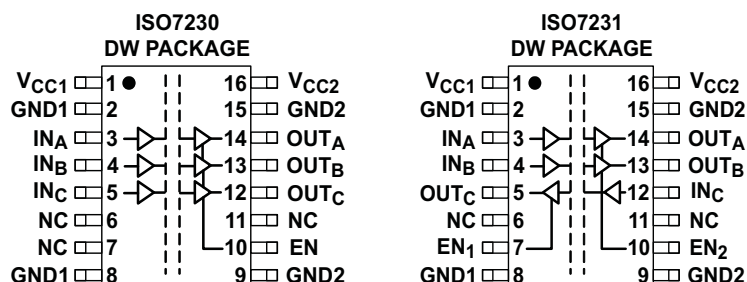 ISO7230
DW PACKAGE
VCC1 1 16 VCC2
GND1 2 15 GND2
INA 3 14 OUTA
INB 4 13 OUTB
INC 5 12 OUTC
NC 6 11 NC
NC 7 10 EN
GND1 8 9 GND2
ISO7231
DW PACKAGE
VCC1 1 16 VCC2
GND1 2 15 GND2
INA 3 14 OUTA
INB 4 13 OUTB
OUTC 5 12 INC
NC 6 11 NC
EN1 7 10 EN2
GND1 8 9 GND2